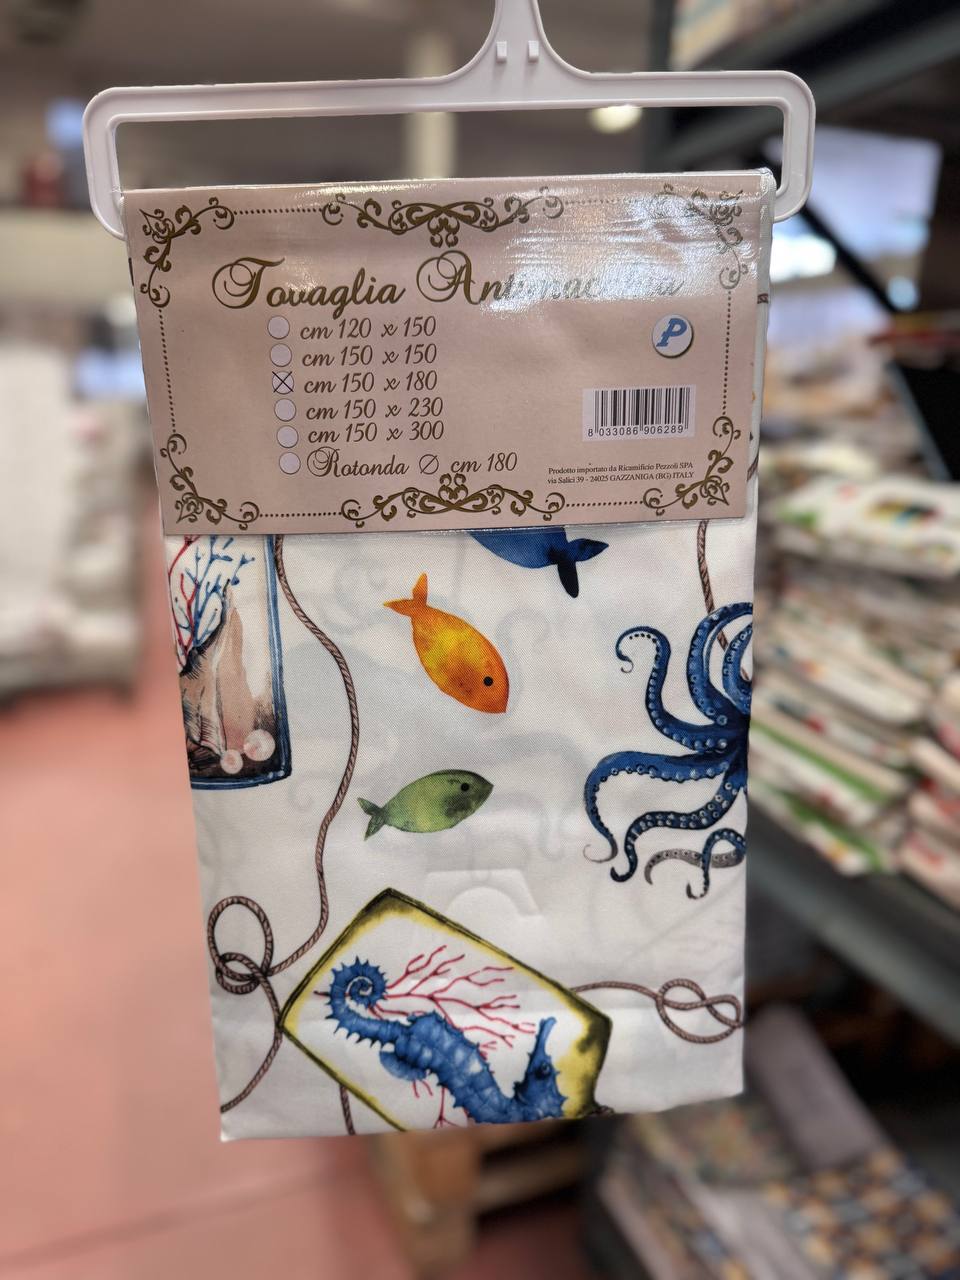 Tovaglia Antimacchia
cm 120 x 150
cm 150 x 150
cm 150 x 180
cm 150 x 230
cm 150 x 300
Rotonda Ø cm 180
P
8 033086 906289
Prodotto importato da Ricamificio Pezzoli SPA
via Salici 39 - 24025 GAZZANIGA (BG) ITALY